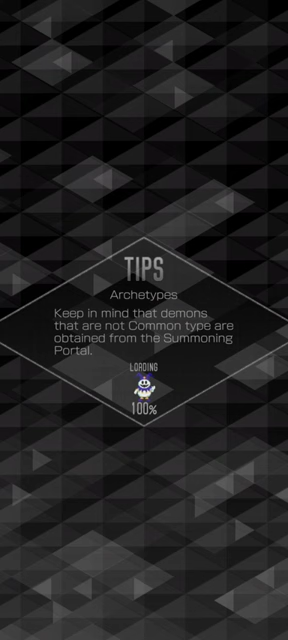 TIPS
Archetypes
Keep in mind that demons
that are not Common type are
obtained from the Summoning
Portal.
LOADING
100%